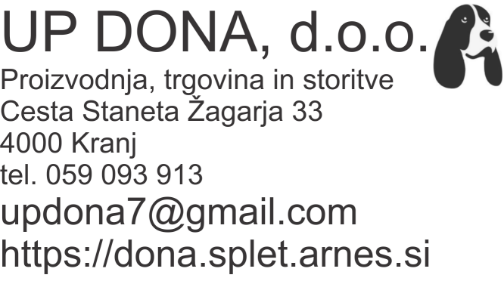 UP DONA, d.o.o.
Proizvodnja, trgovina in storitve
Cesta Staneta Žagarja 33
4000 Kranj
tel. 059 093 913
updona7@gmail.com
https://dona.splet.arnes.si